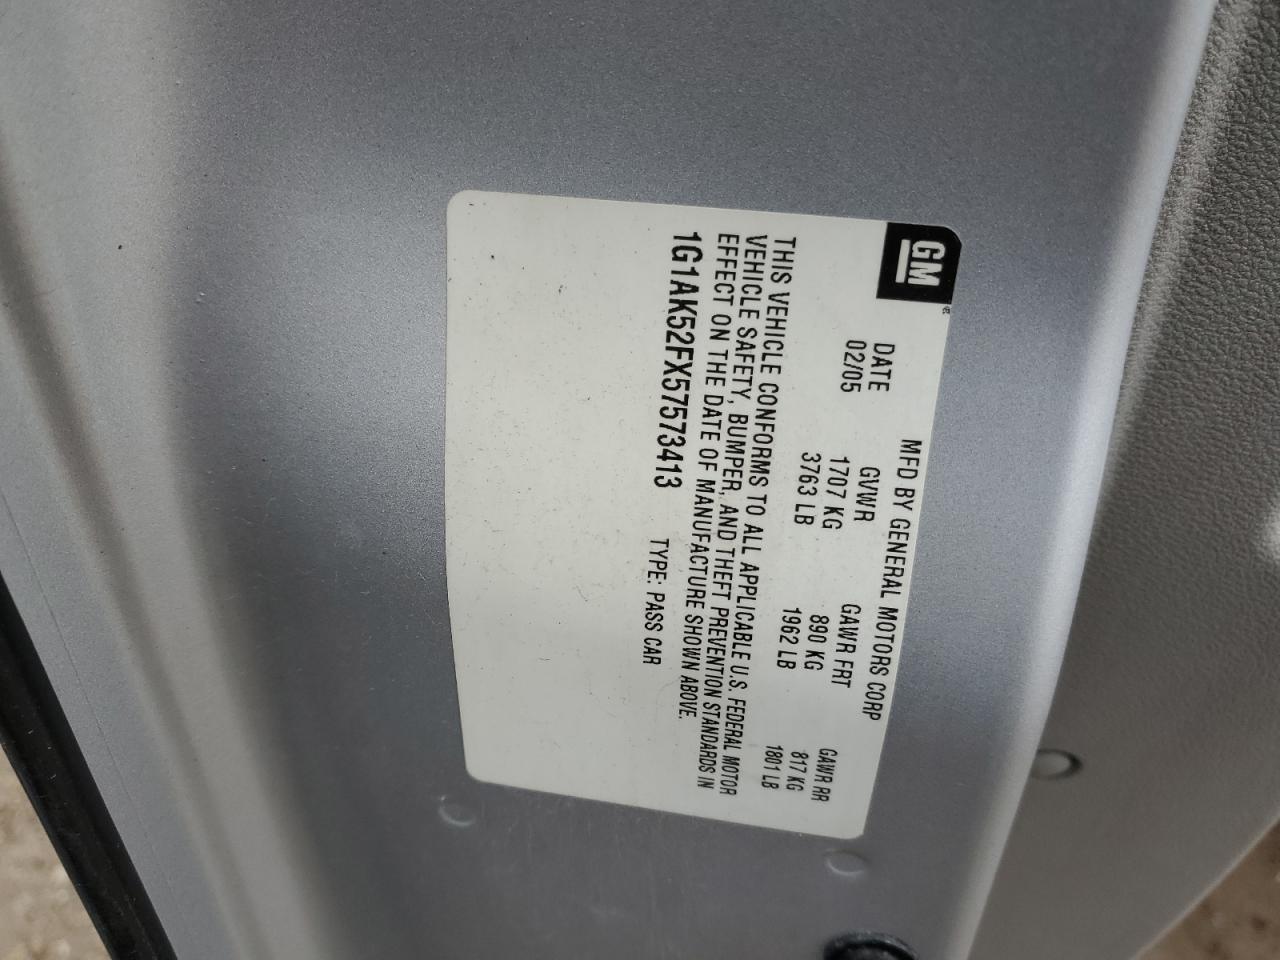 GM
MFD BY GENERAL MOTORS CORP
DATE GVWR GAWR FRT GAWR RR
02/05 1707 KG 890 KG 817 KG
3763 LB 1962 LB 1801 LB
THIS VEHICLE CONFORMS TO ALL APPLICABLE U.S. FEDERAL MOTOR
VEHICLE SAFETY, BUMPER, AND THEFT PREVENTION STANDARDS IN
EFFECT ON THE DATE OF MANUFACTURE SHOWN ABOVE.
1G1AK52FX57573413 TYPE: PASS CAR